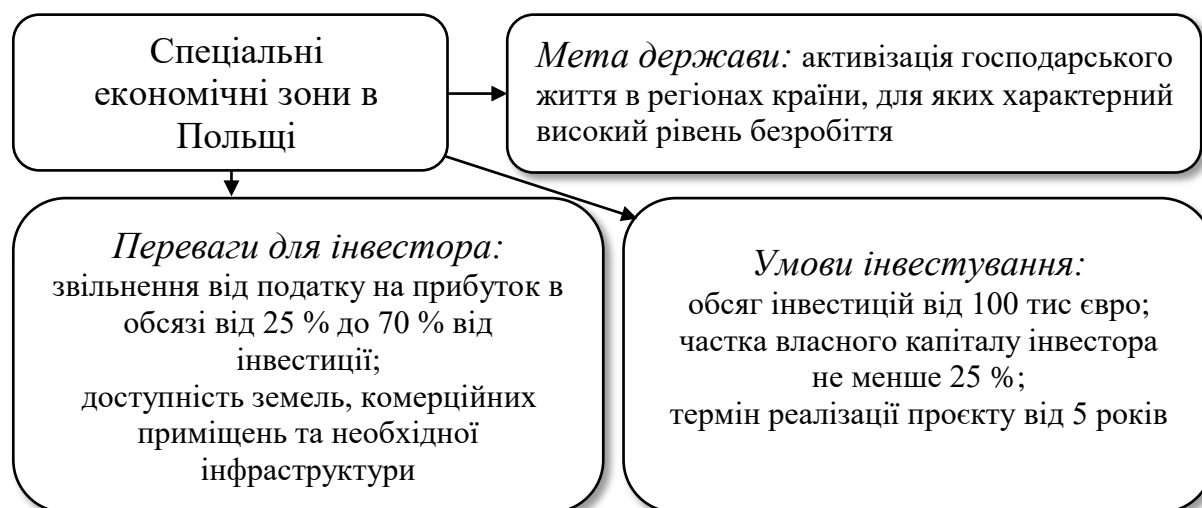 Спеціальні
економічні зони в
Польщі
Мета держави: активізація господарського
життя в регіонах країни, для яких характерний
високий рівень безробіття
Переваги для інвестора:
звільнення від податку на прибуток в
обсязі від 25 % до 70 % від
інвестиції;
доступність земель, комерційних
приміщень та необхідної
інфраструктури
Умови інвестування:
обсяг інвестицій від 100 тис євро;
частка власного капіталу інвестора
не менше 25 %;
термін реалізації проєкту від 5 років